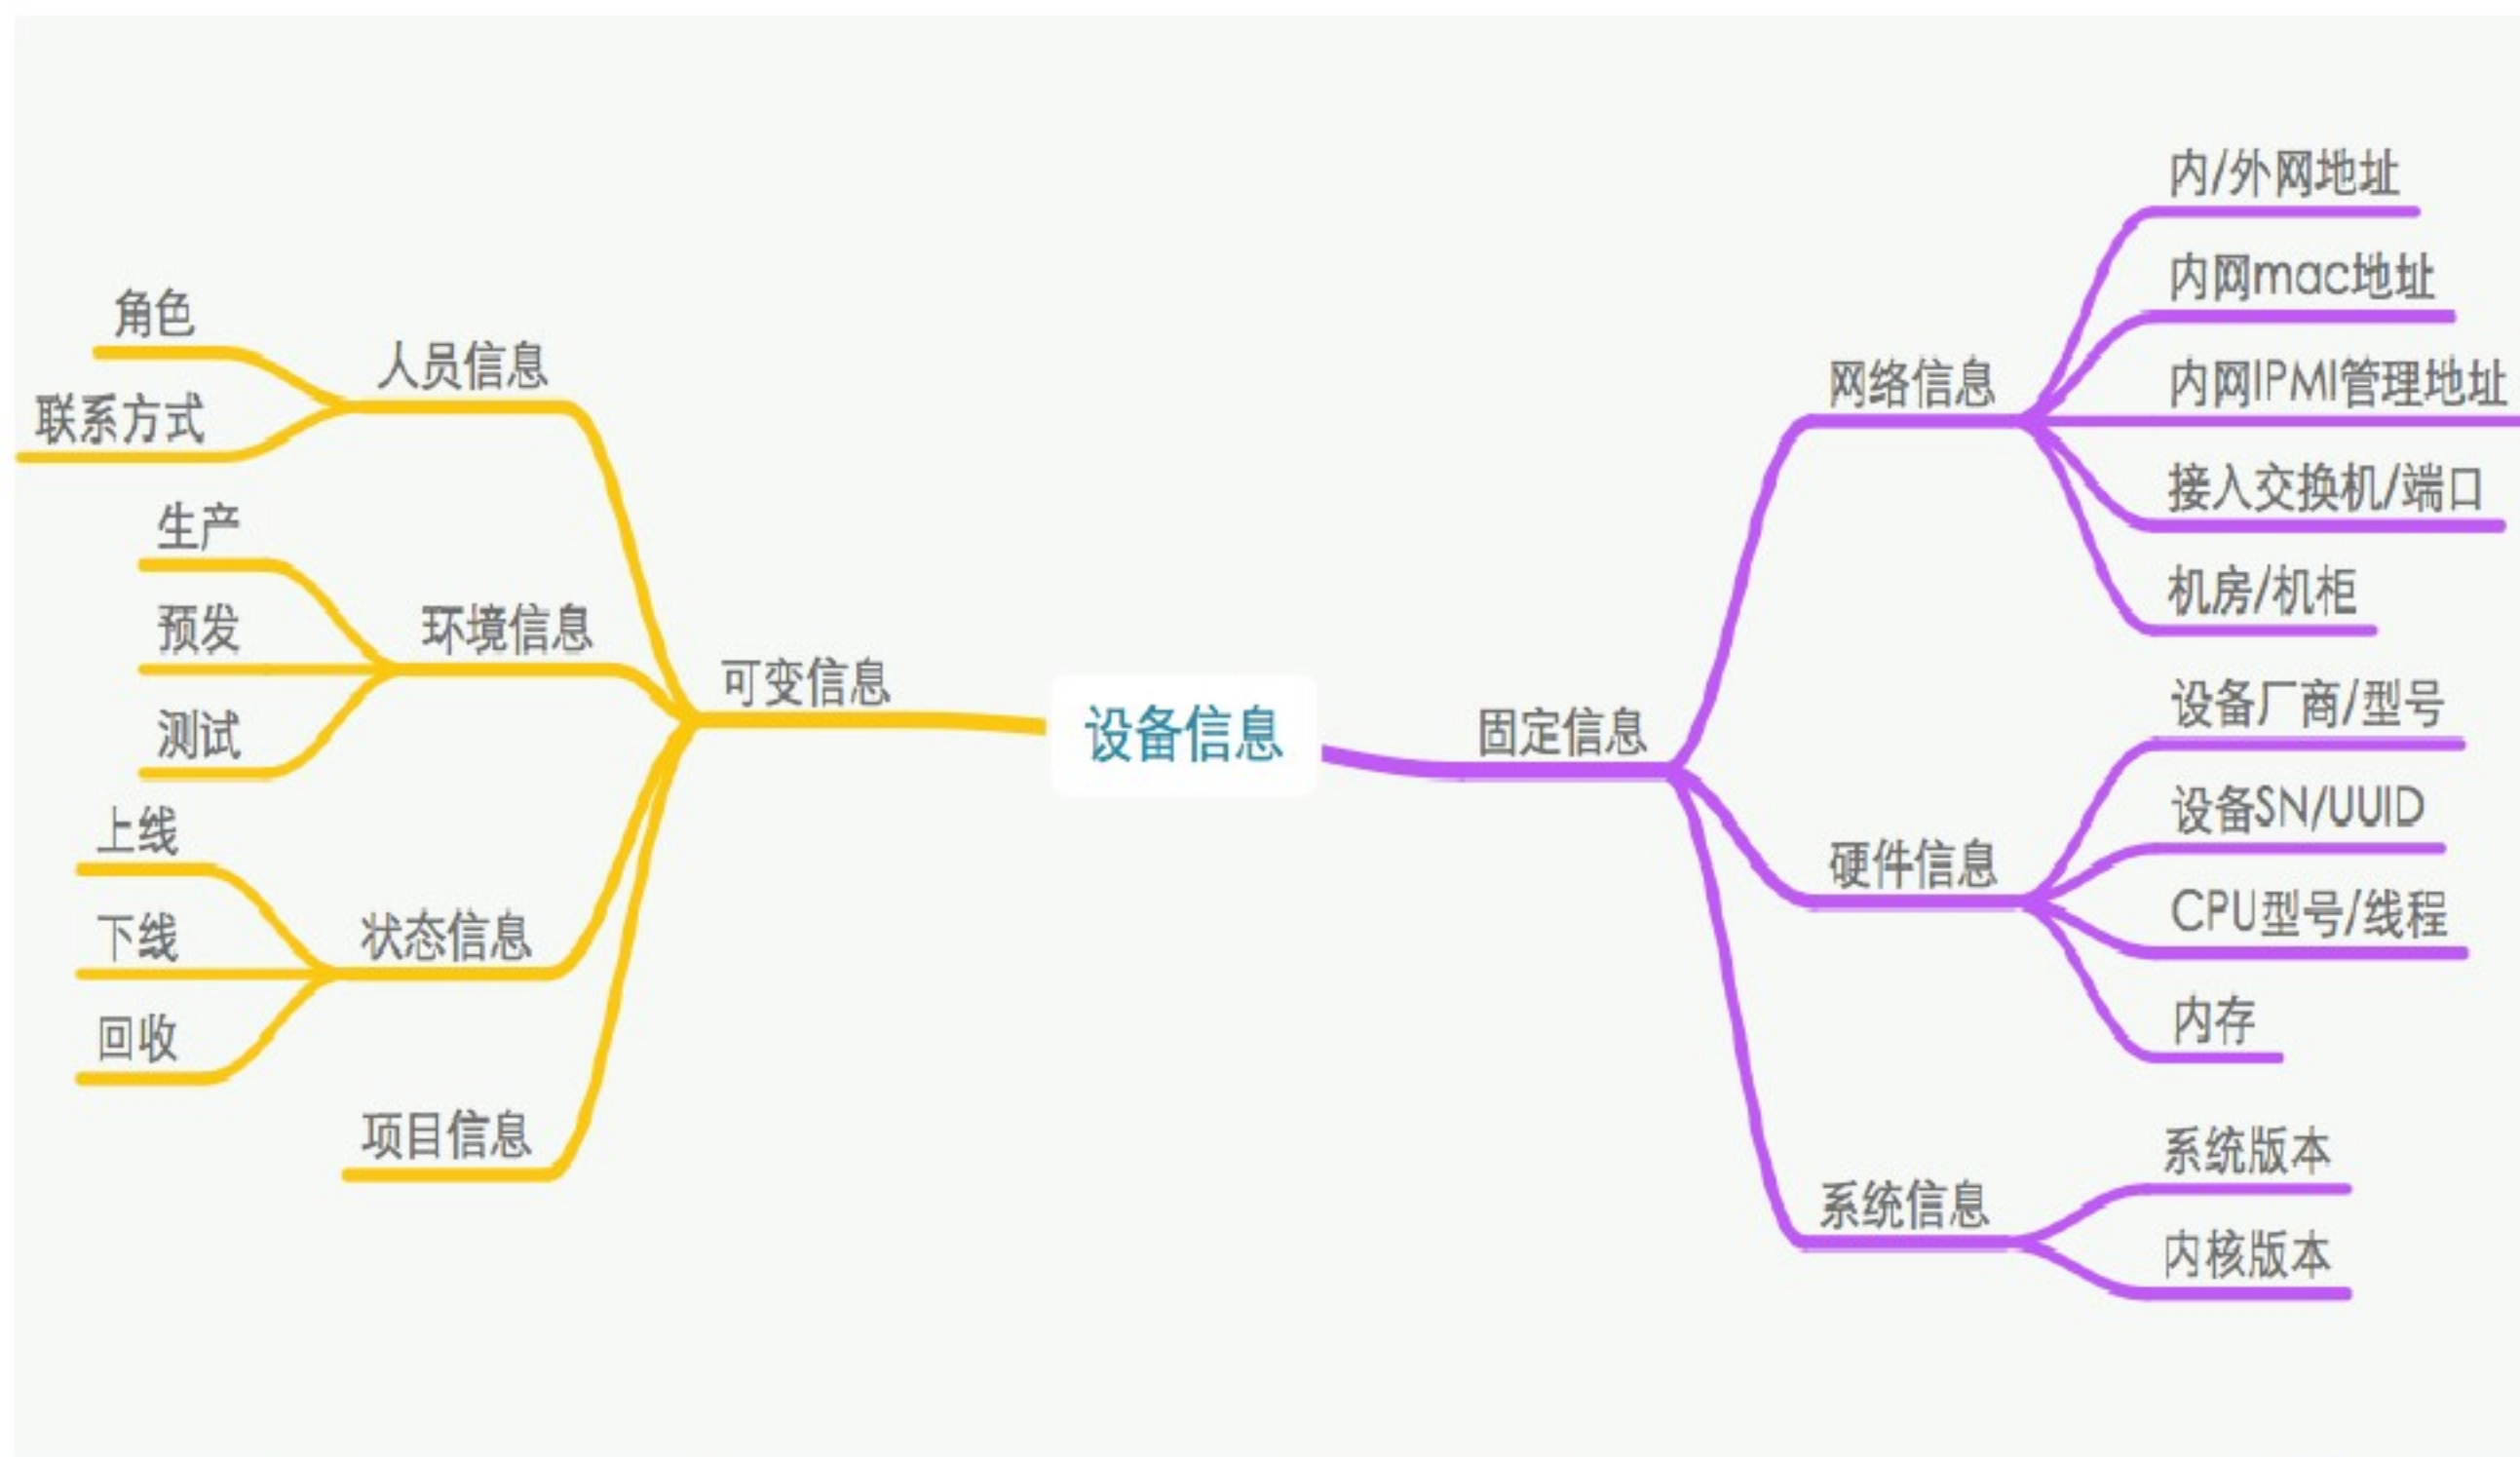 设备信息
可变信息
人员信息
角色
联系方式
环境信息
生产
预发
测试
状态信息
上线
下线
回收
项目信息
固定信息
网络信息
内/外网地址
内网mac地址
内网IPMI管理地址
接入交换机/端口
机房/机柜
硬件信息
设备厂商/型号
设备SN/UUID
CPU型号/线程
内存
系统信息
系统版本
内核版本